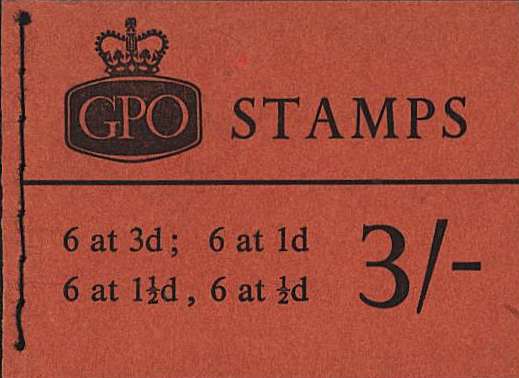 GPO STAMPS
6 at 3d; 6 at 1d
6 at 1½d, 6 at ½d
3/-